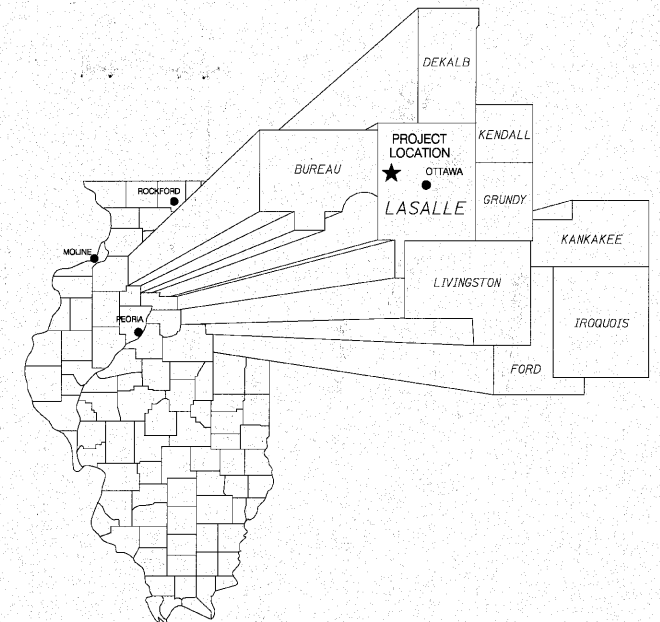 DEKALB
PROJECT
LOCATION
KENDALL
BUREAU
OTTAWA
ROCKFORD
LASALLE
GRUNDY
KANKAKEE
MOLINE
LIVINGSTON
PEORIA
IROQUOIS
FORD